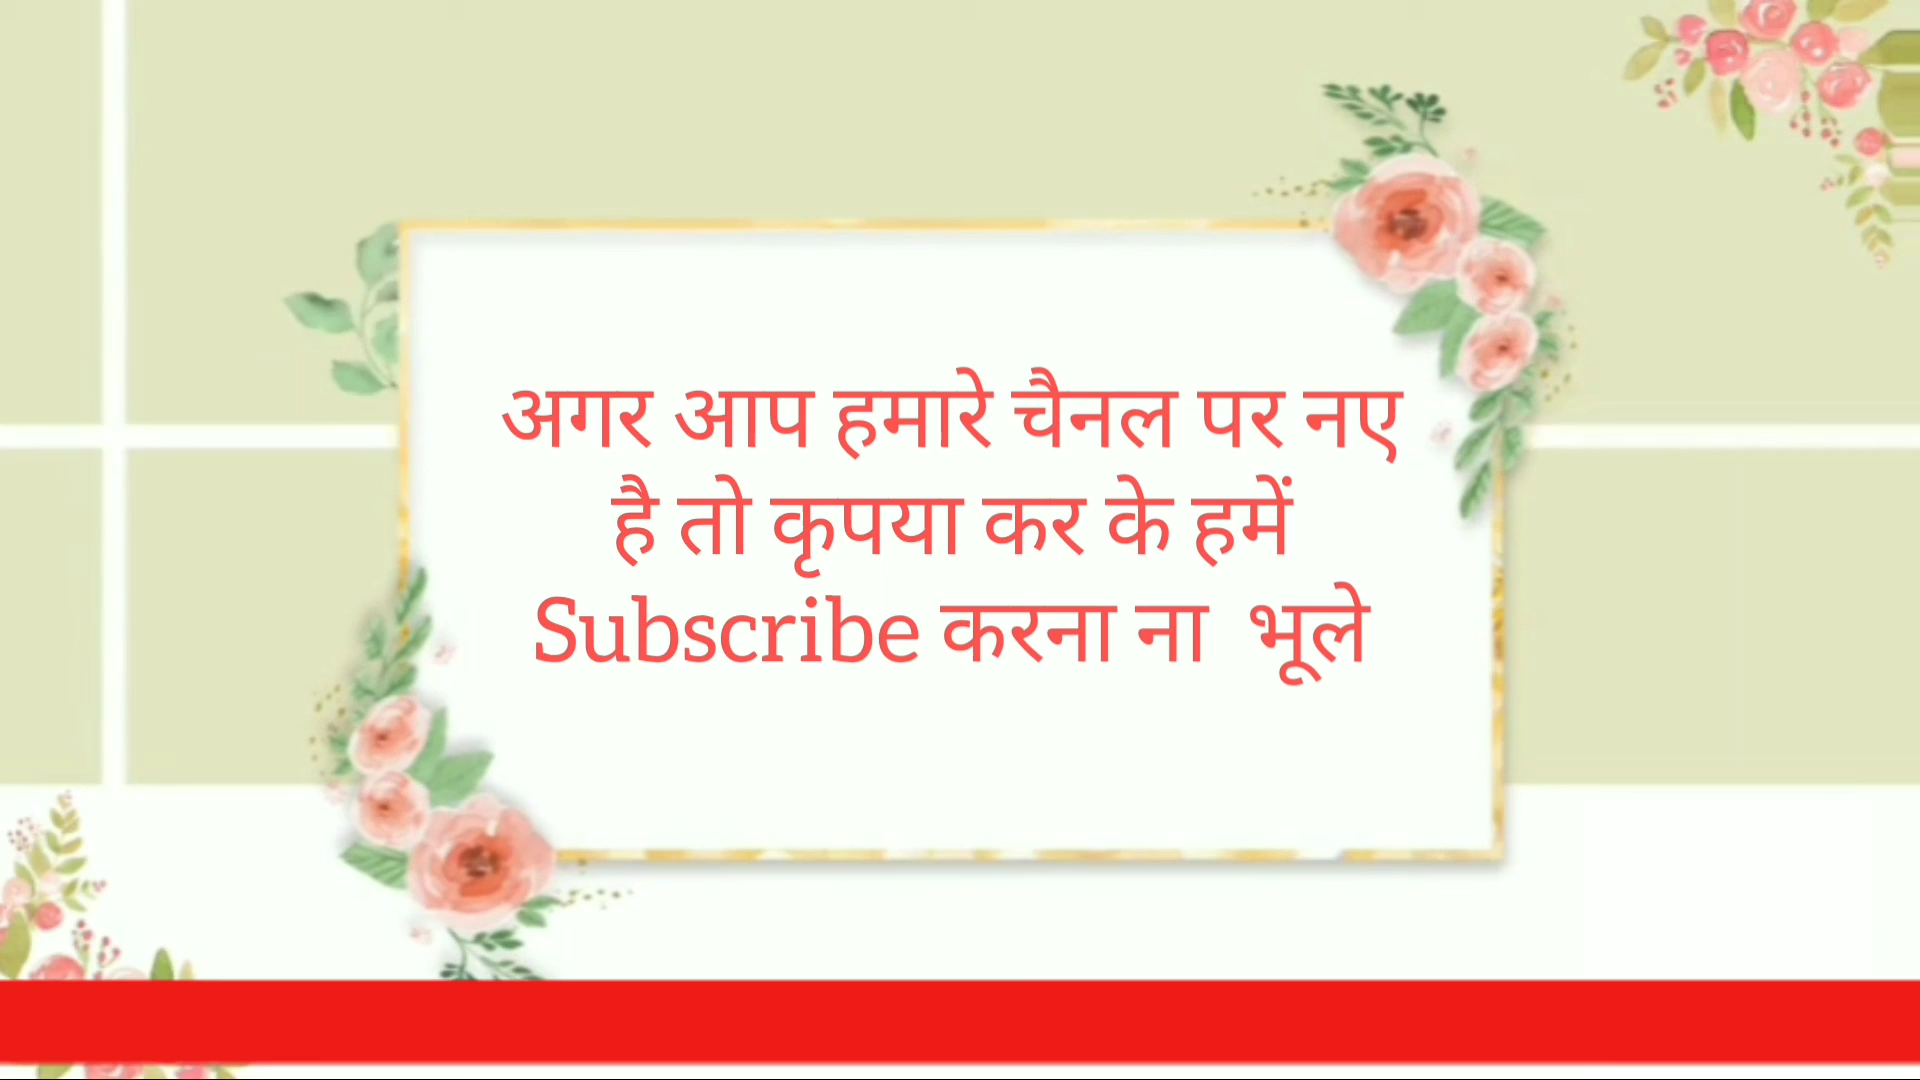 अगर आप हमारे चैनल पर नए
है तो कृपया कर के हमें
Subscribe करना ना  भूले